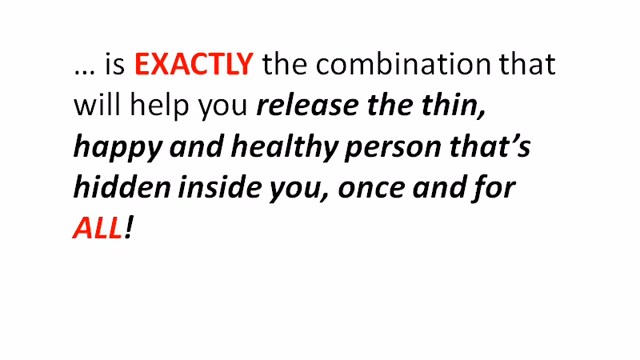 … is EXACTLY the combination that
will help you release the thin,
happy and healthy person that’s
hidden inside you, once and for
ALL!